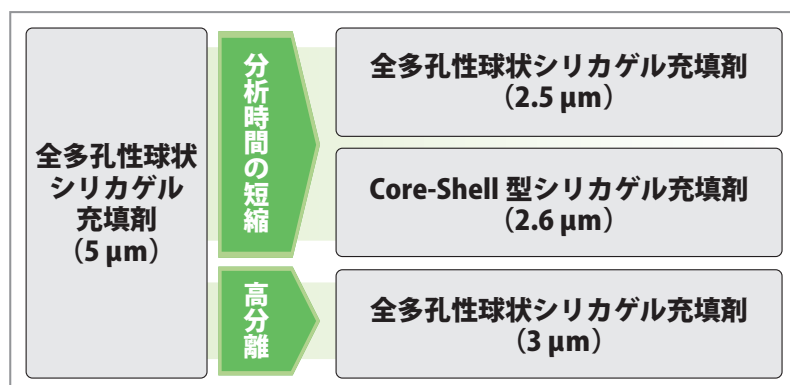 全多孔性球状
シリカゲル
充填剤
（5 µm）
分析時間の短縮
全多孔性球状シリカゲル充填剤
（2.5 µm）
Core-Shell 型シリカゲル充填剤
（2.6 µm）
高分離
全多孔性球状シリカゲル充填剤
（3 µm）